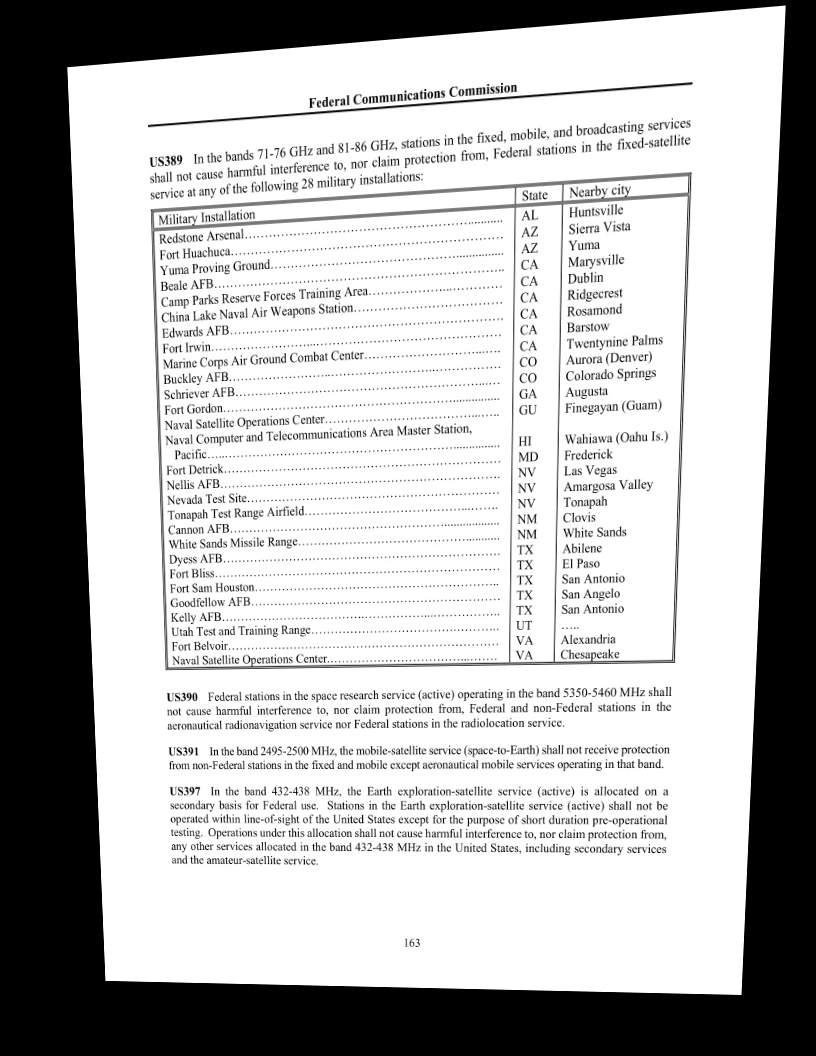 Federal Communications Commission
US389 In the bands 71-76 GHz and 81-86 GHz, stations in the fixed, mobile, and broadcasting services
shall not cause harmful interference to, nor claim protection from, Federal stations in the fixed-satellite
service at any of the following 28 military installations:
Military Installation State Nearby city
Redstone Arsenal AL Huntsville
Fort Huachuca AZ Sierra Vista
Yuma Proving Ground AZ Yuma
Beale AFB CA Marysville
Camp Parks Reserve Forces Training Area CA Dublin
China Lake Naval Air Weapons Station CA Ridgecrest
Edwards AFB CA Rosamond
Fort Irwin CA Barstow
Marine Corps Air Ground Combat Center CA Twentynine Palms
Buckley AFB CO Aurora (Denver)
Schriever AFB CO Colorado Springs
Fort Gordon GA Augusta
Naval Satellite Operations Center GU Finegayan (Guam)
Naval Computer and Telecommunications Area Master Station,
Pacific HI Wahiawa (Oahu Is.)
Fort Detrick MD Frederick
Nellis AFB NV Las Vegas
Nevada Test Site NV Amargosa Valley
Tonapah Test Range Airfield NV Tonapah
Cannon AFB NM Clovis
White Sands Missile Range NM White Sands
Dyess AFB TX Abilene
Fort Bliss TX El Paso
Fort Sam Houston TX San Antonio
Goodfellow AFB TX San Angelo
Kelly AFB TX San Antonio
Utah Test and Training Range UT …..
Fort Belvoir VA Alexandria
Naval Satellite Operations Center VA Chesapeake
US390 Federal stations in the space research service (active) operating in the band 5350-5460 MHz shall
not cause harmful interference to, nor claim protection from, Federal and non-Federal stations in the
aeronautical radionavigation service nor Federal stations in the radiolocation service.
US391 In the band 2495-2500 MHz, the mobile-satellite service (space-to-Earth) shall not receive protection
from non-Federal stations in the fixed and mobile except aeronautical mobile services operating in that band.
US397 In the band 432-438 MHz, the Earth exploration-satellite service (active) is allocated on a
secondary basis for Federal use. Stations in the Earth exploration-satellite service (active) shall not be
operated within line-of-sight of the United States except for the purpose of short duration pre-operational
testing. Operations under this allocation shall not cause harmful interference to, nor claim protection from,
any other services allocated in the band 432-438 MHz in the United States, including secondary services
and the amateur-satellite service.
163